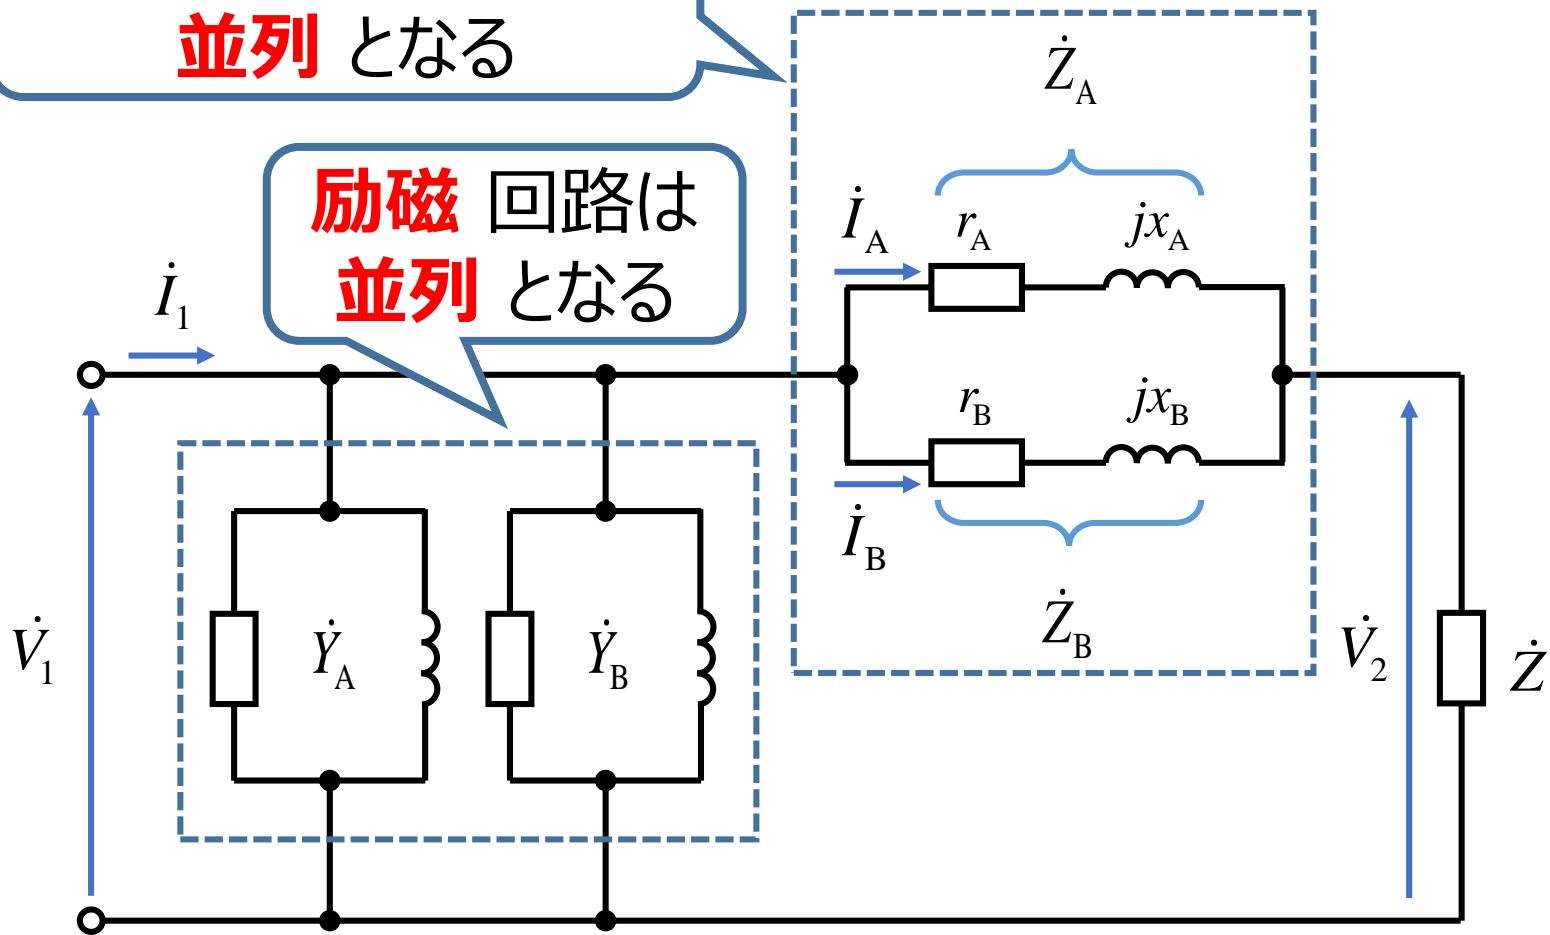 並列 となる
励磁 回路は
並列 となる
Ż_A
İ_A
r_A
jx_A
İ_1
r_B
jx_B
İ_B
Ż_B
V̇_1
Ẏ_A
Ẏ_B
V̇_2
Ż